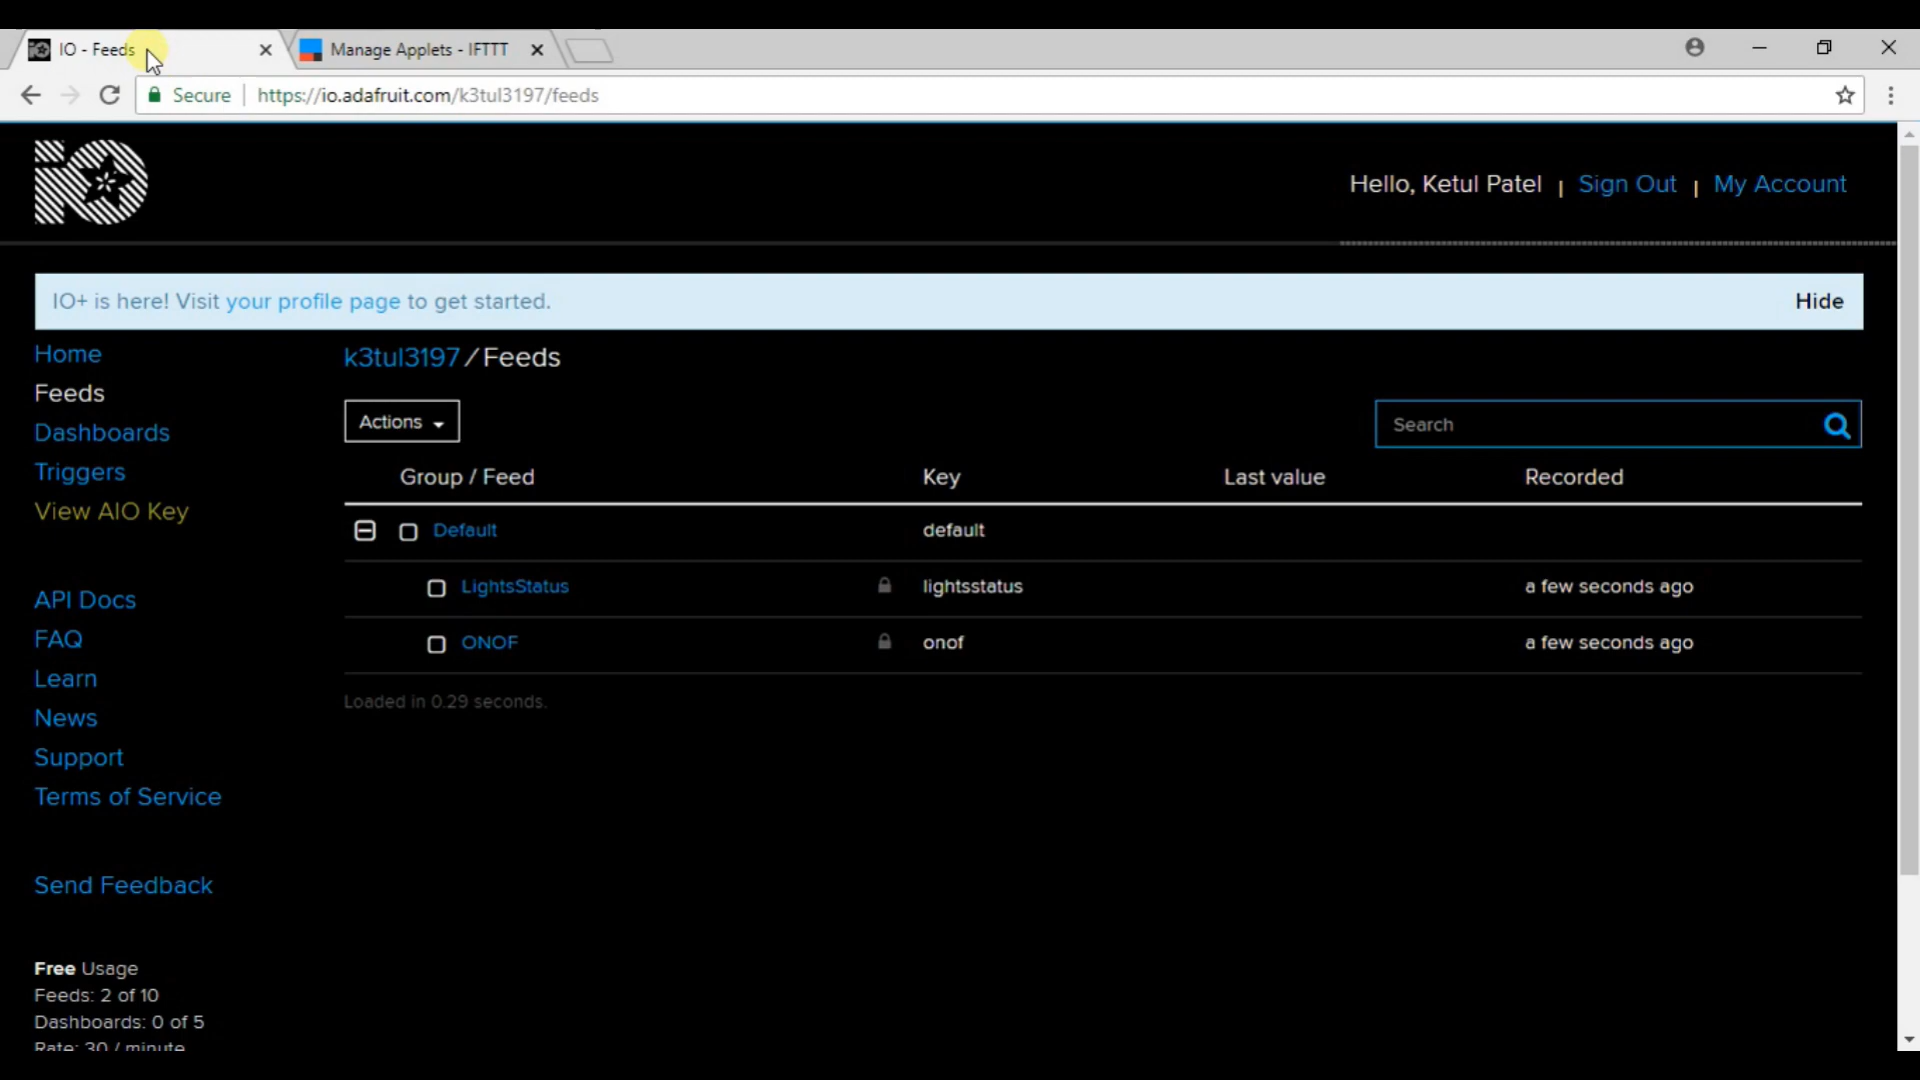 IO - Feeds
Manage Applets - IFTTT
Secure
https://io.adafruit.com/k3tul3197/feeds
iO
Hello, Ketul Patel | Sign Out | My Account
IO+ is here! Visit your profile page to get started.
Hide
Home
Feeds
Dashboards
Triggers
View AIO Key
API Docs
FAQ
Learn
News
Support
Terms of Service
Send Feedback
Free Usage
Feeds: 2 of 10
Dashboards: 0 of 5
Rate: 30 / minute
k3tul3197 / Feeds
Actions
Search
Group / Feed Key Last value Recorded
Default default
LightsStatus lightsstatus a few seconds ago
ONOF onof a few seconds ago
Loaded in 0.29 seconds.